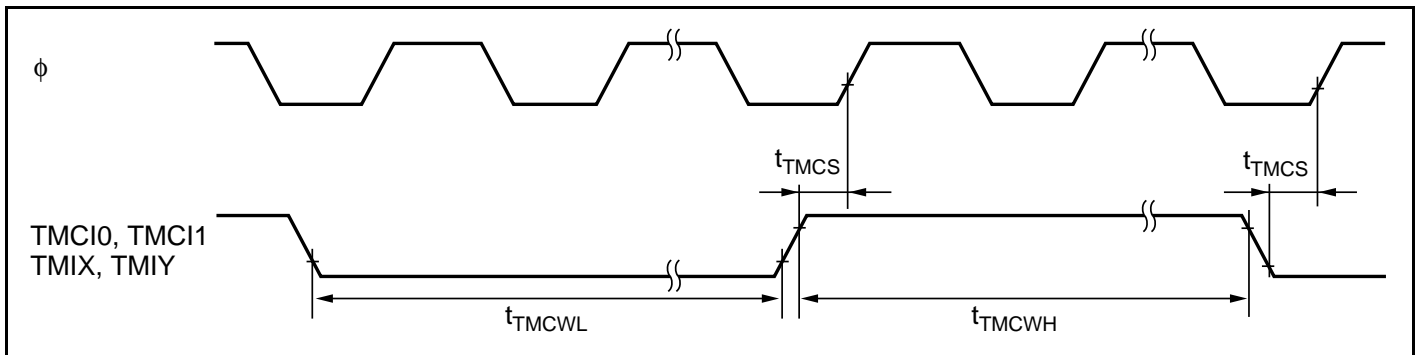 ϕ
tTMCS
tTMCS
TMCI0, TMCI1
TMIX, TMIY
tTMCWL
tTMCWH